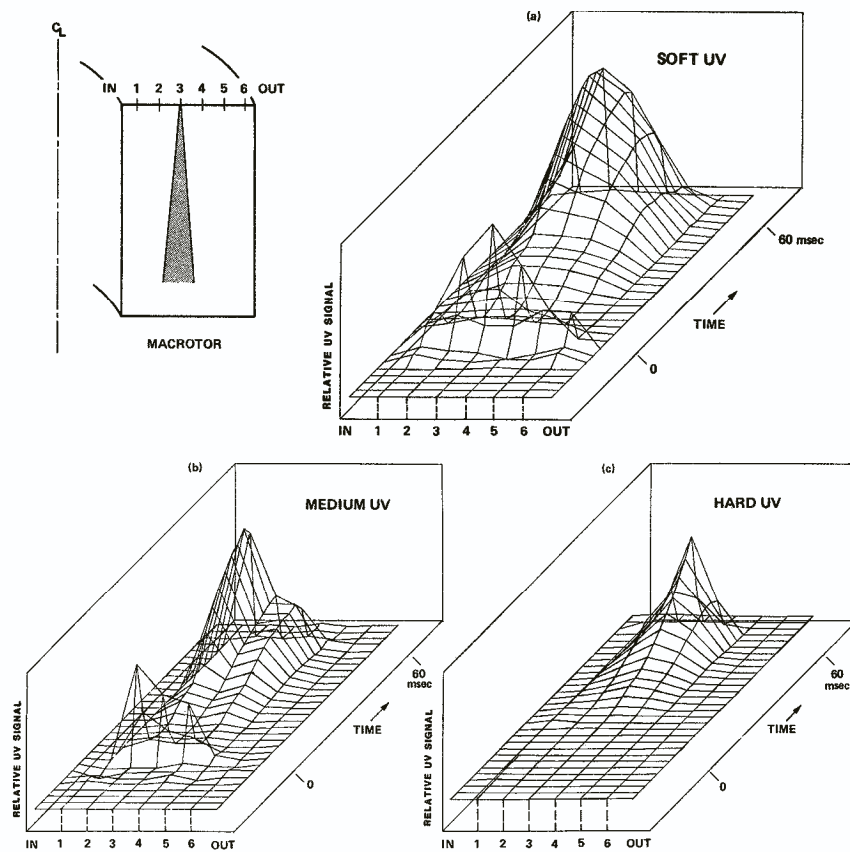 C_L
IN 1 2 3 4 5 6 OUT
MACROTOR
(a)
SOFT UV
RELATIVE UV SIGNAL
60 msec
TIME
0
IN 1 2 3 4 5 6 OUT
(b)
MEDIUM UV
RELATIVE UV SIGNAL
60
msec
TIME
0
IN 1 2 3 4 5 6 OUT
(c)
HARD UV
RELATIVE UV SIGNAL
60
msec
TIME
0
IN 1 2 3 4 5 6 OUT